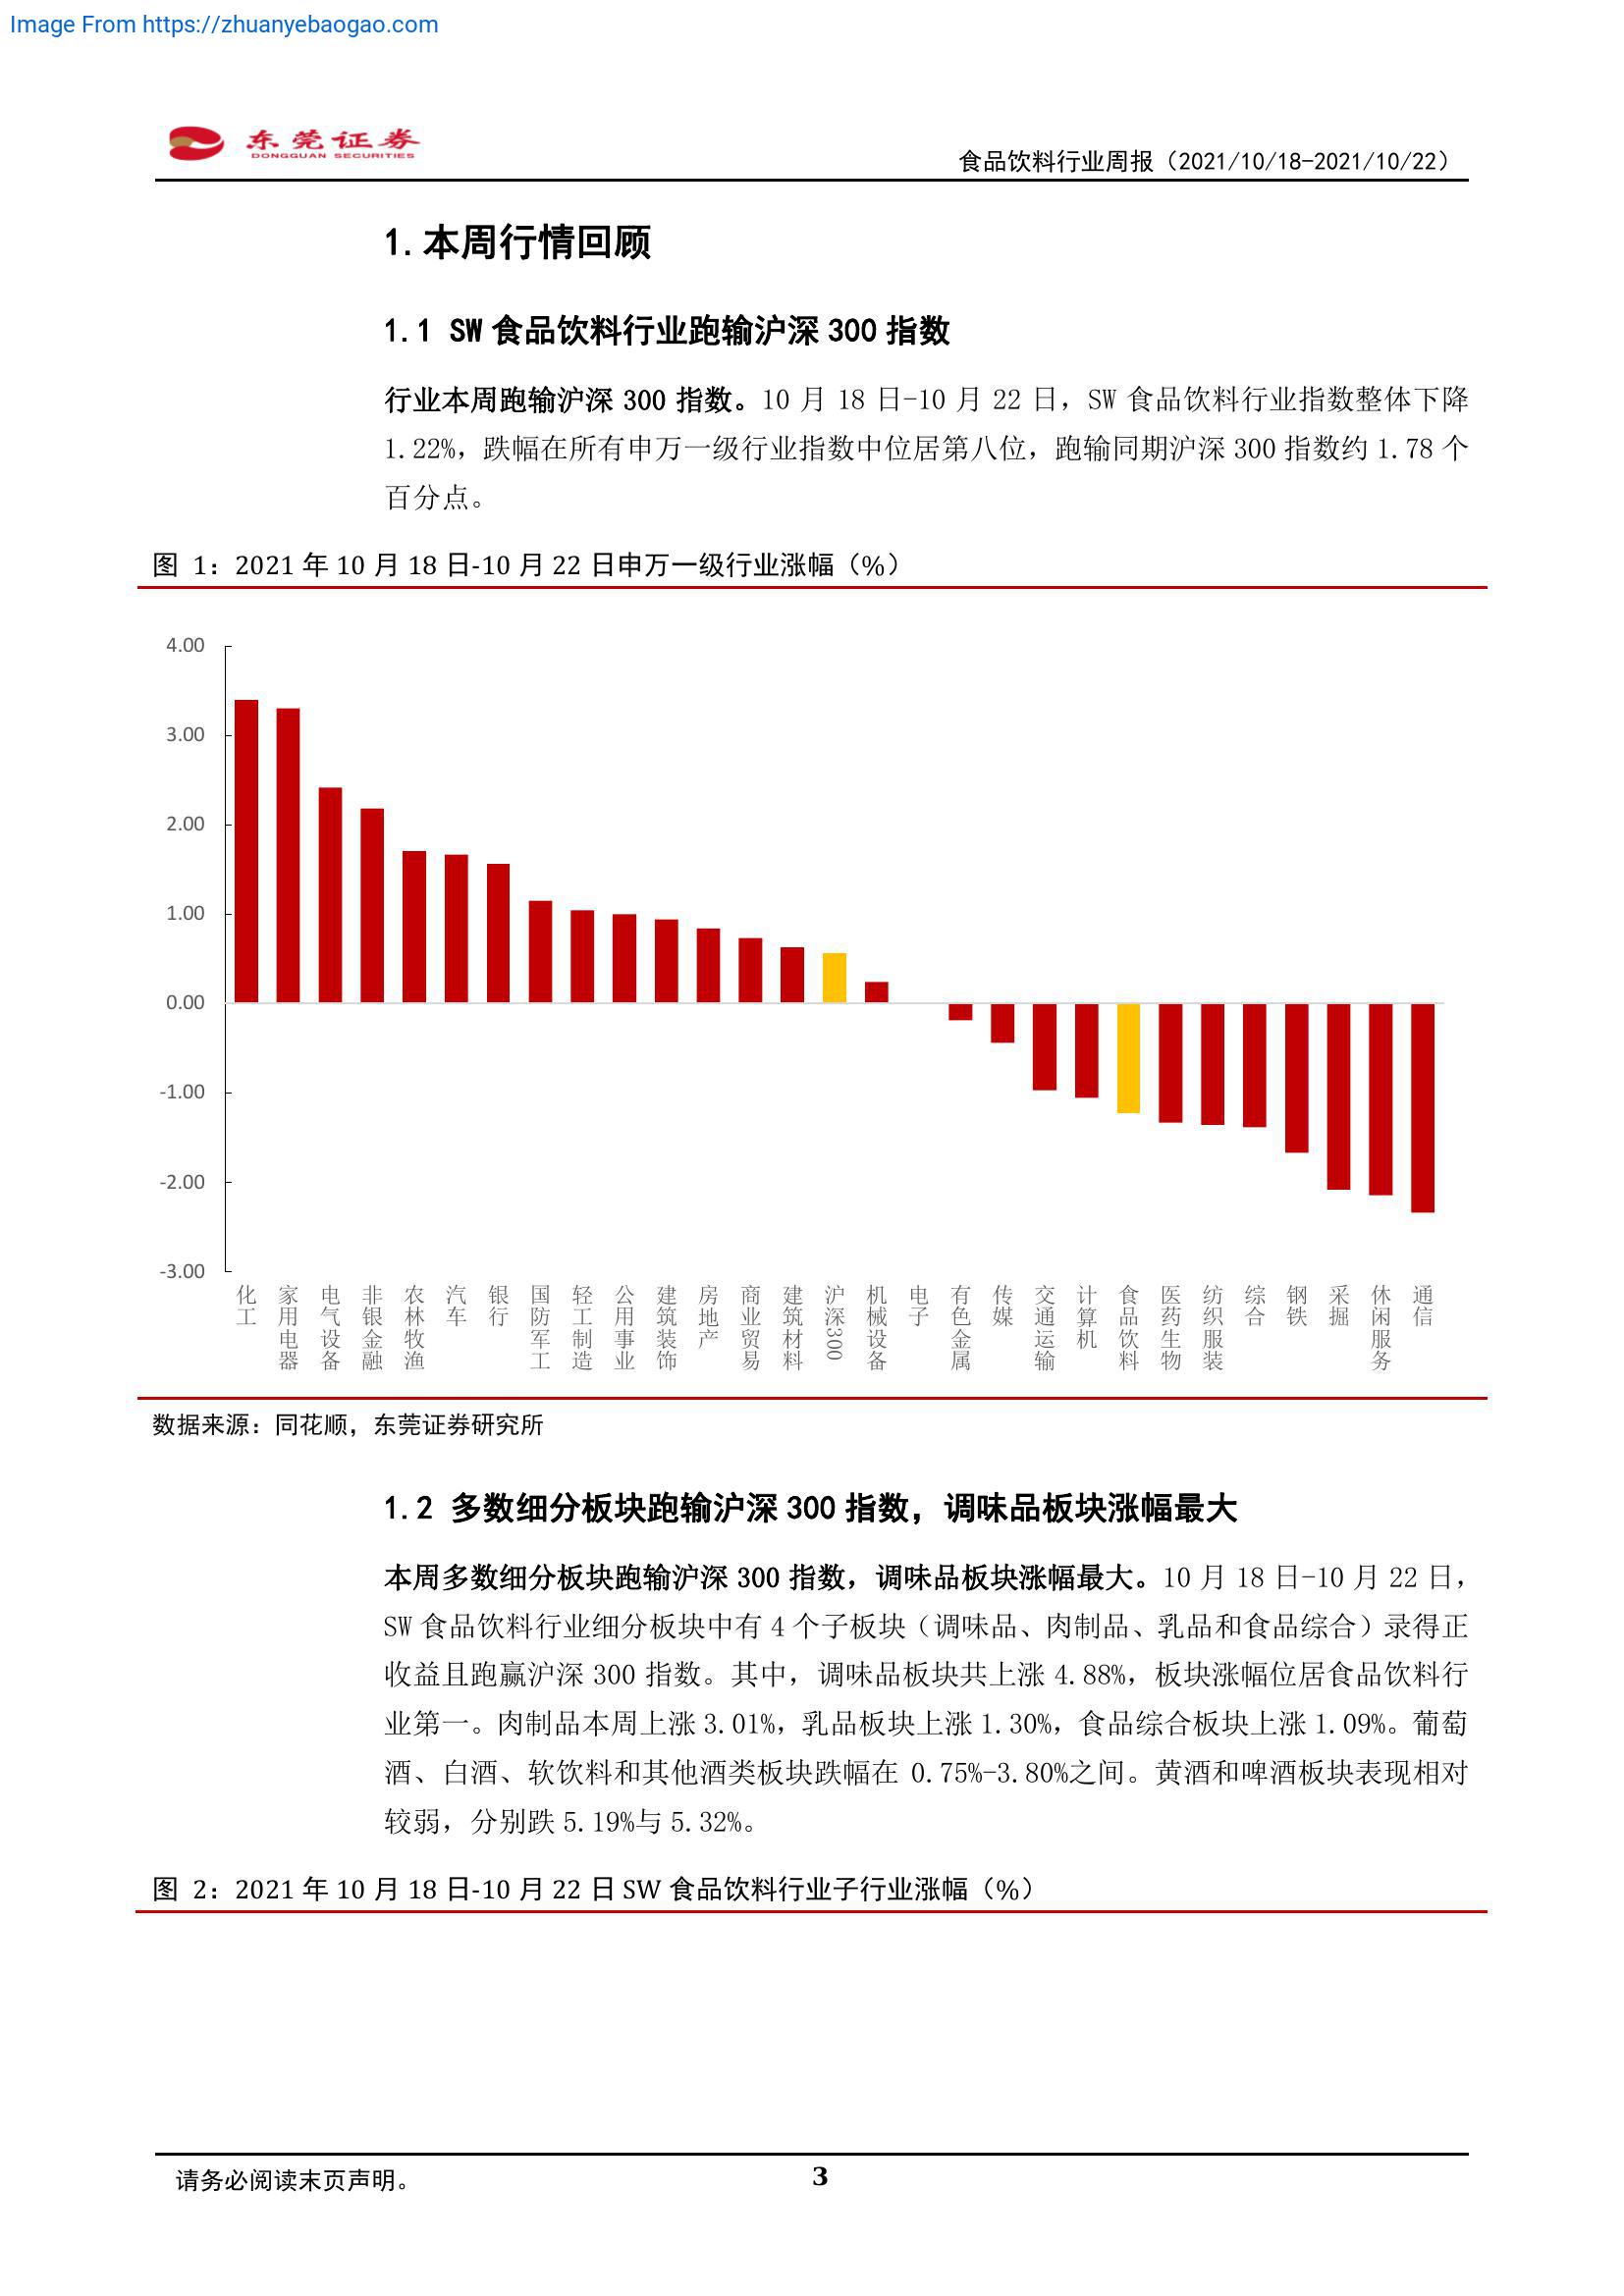 Image From https://zhuanyebaogao.com
东莞证券
DONGGUAN SECURITIES
食品饮料行业周报（2021/10/18-2021/10/22）
1.本周行情回顾
1.1 SW 食品饮料行业跑输沪深 300 指数
行业本周跑输沪深 300 指数。10 月 18 日-10 月 22 日，SW 食品饮料行业指数整体下降
1.22%，跌幅在所有申万一级行业指数中位居第八位，跑输同期沪深 300 指数约 1.78 个
百分点。
图 1：2021 年 10 月 18 日-10 月 22 日申万一级行业涨幅（%）
4.00
3.00
2.00
1.00
0.00
-1.00
-2.00
-3.00
化工
家用电器
电气设备
非银金融
农林牧渔
汽车
银行
国防军工
轻工制造
公用事业
建筑装饰
房地产
商业贸易
建筑材料
沪深300
机械设备
电子
有色金属
传媒
交通运输
计算机
食品饮料
医药生物
纺织服装
综合
钢铁
采掘
休闲服务
通信
数据来源：同花顺，东莞证券研究所
1.2 多数细分板块跑输沪深 300 指数，调味品板块涨幅最大
本周多数细分板块跑输沪深 300 指数，调味品板块涨幅最大。10 月 18 日-10 月 22 日，
SW 食品饮料行业细分板块中有 4 个子板块（调味品、肉制品、乳品和食品综合）录得正
收益且跑赢沪深 300 指数。其中，调味品板块共上涨 4.88%，板块涨幅位居食品饮料行
业第一。肉制品本周上涨 3.01%，乳品板块上涨 1.30%，食品综合板块上涨 1.09%。葡萄
酒、白酒、软饮料和其他酒类板块跌幅在 0.75%-3.80%之间。黄酒和啤酒板块表现相对
较弱，分别跌 5.19%与 5.32%。
图 2：2021 年 10 月 18 日-10 月 22 日 SW 食品饮料行业子行业涨幅（%）
请务必阅读末页声明。
3